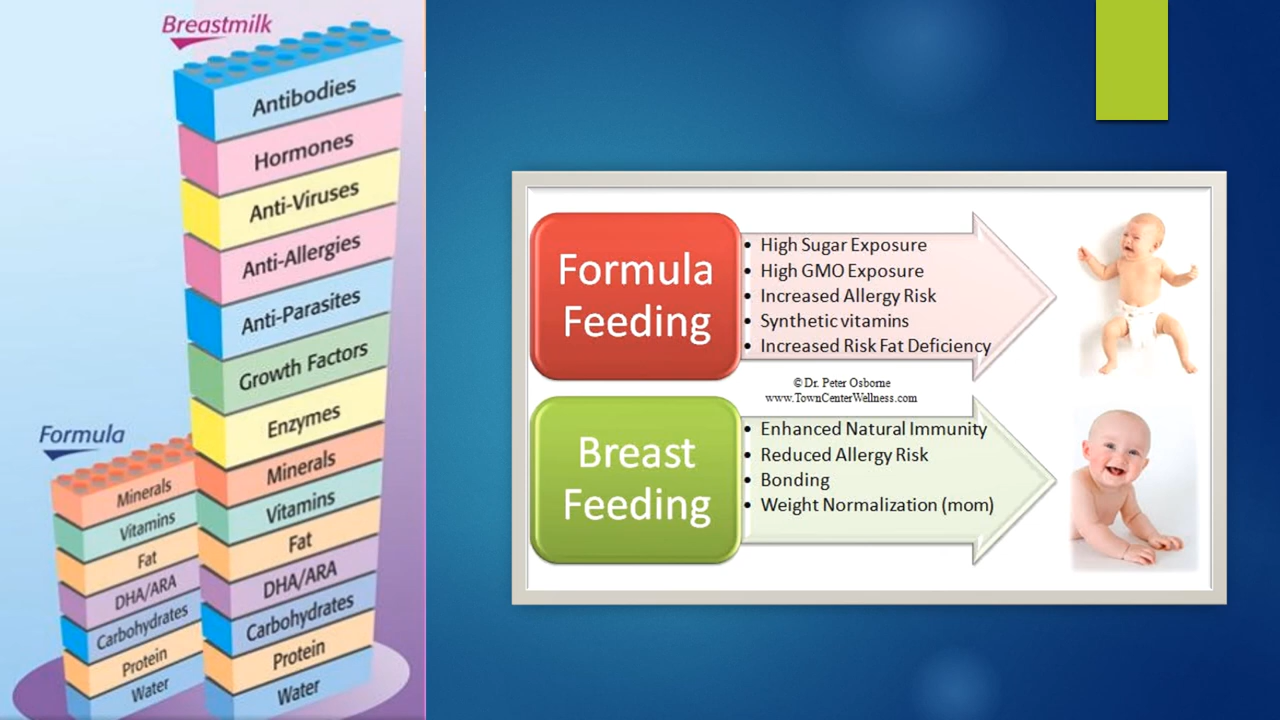 Breastmilk
Antibodies
Hormones
Anti-Viruses
Anti-Allergies
Anti-Parasites
Growth Factors
Enzymes
Minerals
Vitamins
Fat
DHA/ARA
Carbohydrates
Protein
Water
Formula
Minerals
Vitamins
Fat
DHA/ARA
Carbohydrates
Protein
Water
Formula
Feeding
• High Sugar Exposure
• High GMO Exposure
• Increased Allergy Risk
• Synthetic vitamins
• Increased Risk Fat Deficiency
© Dr. Peter Osborne
www.TownCenterWellness.com
Breast
Feeding
• Enhanced Natural Immunity
• Reduced Allergy Risk
• Bonding
• Weight Normalization (mom)